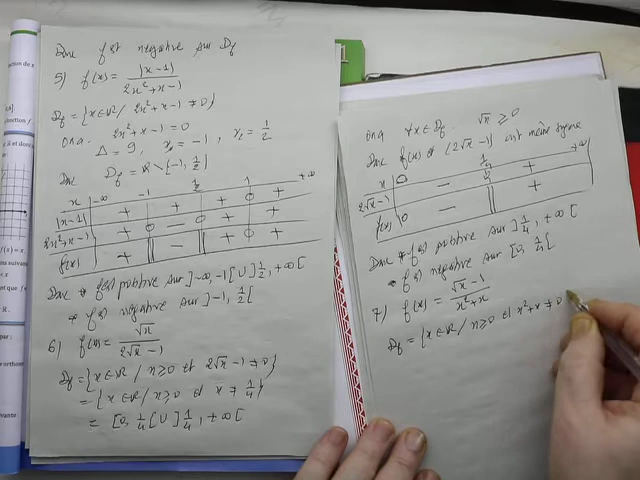 Donc f est negative sur Df
5) f(x) = |x-1| / 2x²+x-1
Df = {x∈ℝ / 2x²+x-1 ≠ 0}
on a. 2x²+x-1 = 0
Δ = 9, x₁ = -1, x₂ = 1/2
Donc Df = ℝ \ {-1, 1/2}
x -∞ -1 1/2 1 +∞
|x-1| + + + 0 +
2x²+x-1 + 0 - 0 + +
f(x) + || - || + 0 +
Donc * f(x) positive sur ]-∞,-1[ U ]1/2, +∞[
* f(x) négative sur ]-1, 1/2[
6) f(x) = √x / 2√x - 1
Df = {x∈ℝ / x≥0 et 2√x - 1 ≠ 0}
= {x∈ℝ / x≥0 et x ≠ 1/4}
= [0, 1/4[ U ]1/4, +∞[
on a ∀x∈Df √x ≥ 0
Donc f(x) et (2√x - 1) ont même signe
x 0 1/4 +∞
2√x-1 - 0 +
f(x) 0 - || +
Donc * f(x) positive sur ]1/4, +∞[
* f(x) negative sur [0, 1/4[
7) f(x) = √x - 1 / x²+x
Df = {x∈ℝ / x≥0 et x²+x ≠ 0